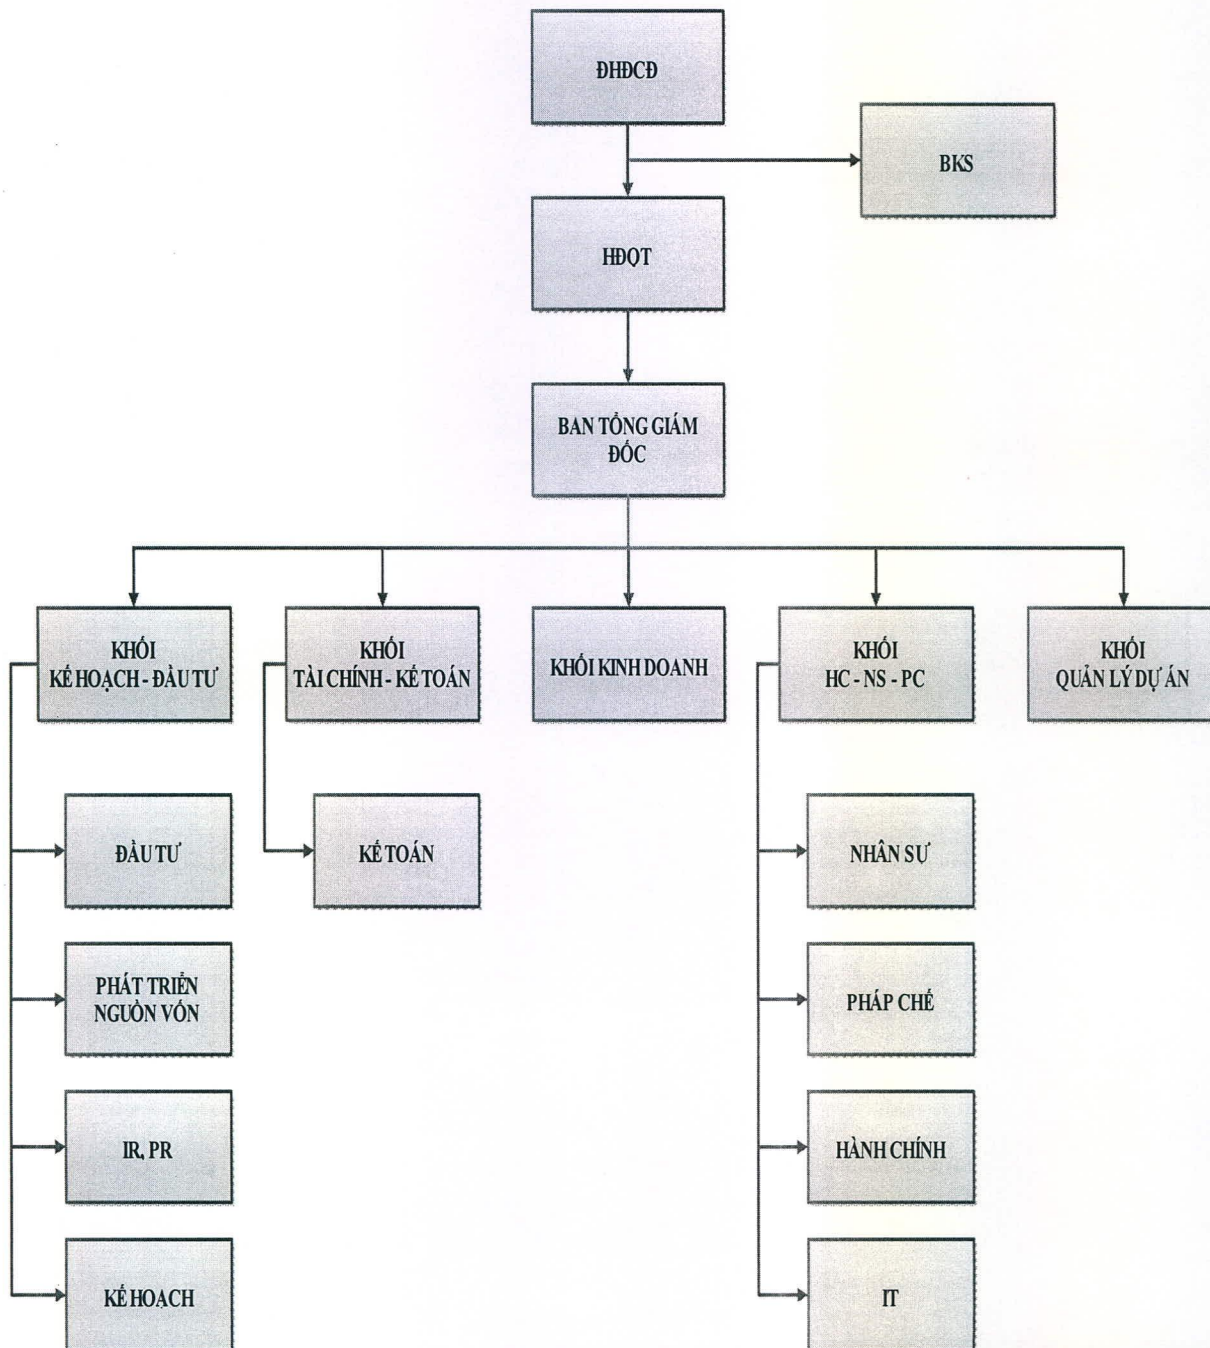 ĐHĐCĐ
BKS
HĐQT
BAN TỔNG GIÁM
ĐỐC
KHỐI
KẾ HOẠCH - ĐẦU TƯ
KHỐI
TÀI CHÍNH - KẾ TOÁN
KHỐI KINH DOANH
KHỐI
HC - NS - PC
KHỐI
QUẢN LÝ DỰ ÁN
ĐẦU TƯ
KẾ TOÁN
NHÂN SỰ
PHÁT TRIỂN
NGUỒN VỐN
PHÁP CHẾ
IR, PR
HÀNH CHÍNH
KẾ HOẠCH
IT